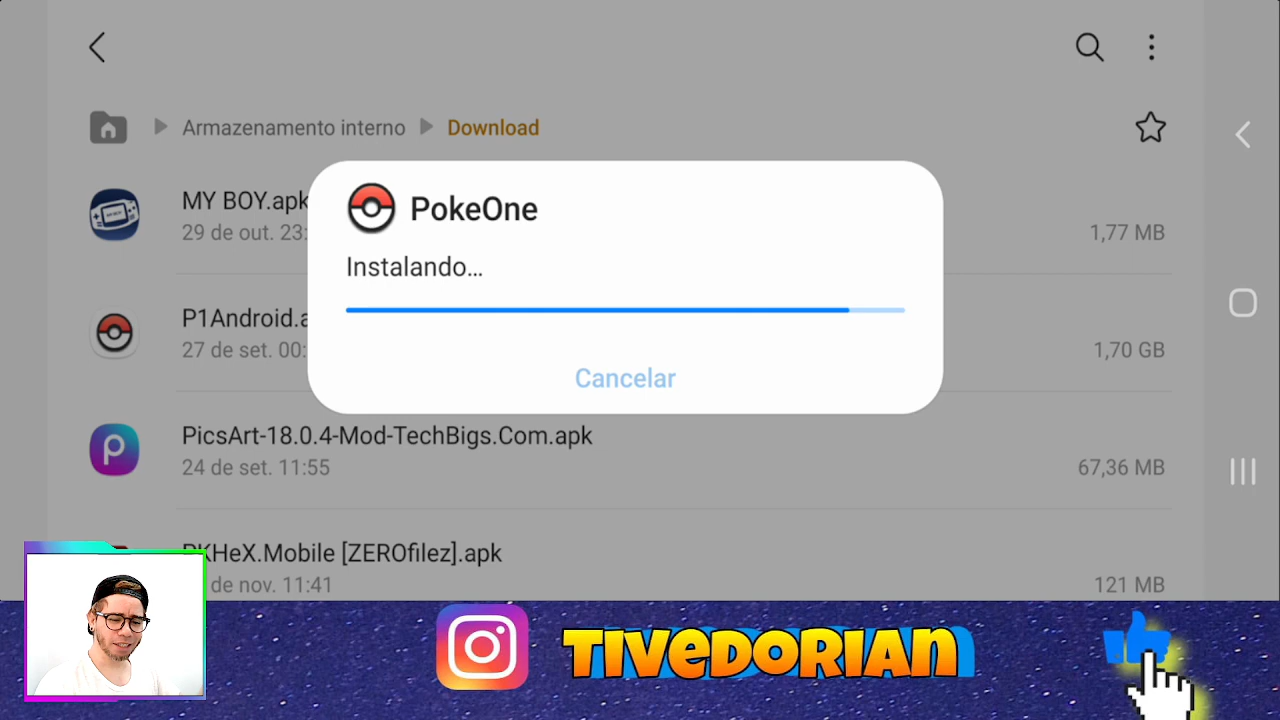 Armazenamento interno Download
MY BOY.apk
29 de out. 23:
1,77 MB
PokeOne
Instalando...
Cancelar
P1Android.a
27 de set. 00:
1,70 GB
PicsArt-18.0.4-Mod-TechBigs.Com.apk
24 de set. 11:55
67,36 MB
PKHeX.Mobile [ZEROfilez].apk
de nov. 11:41
121 MB
TIVEDORIAN